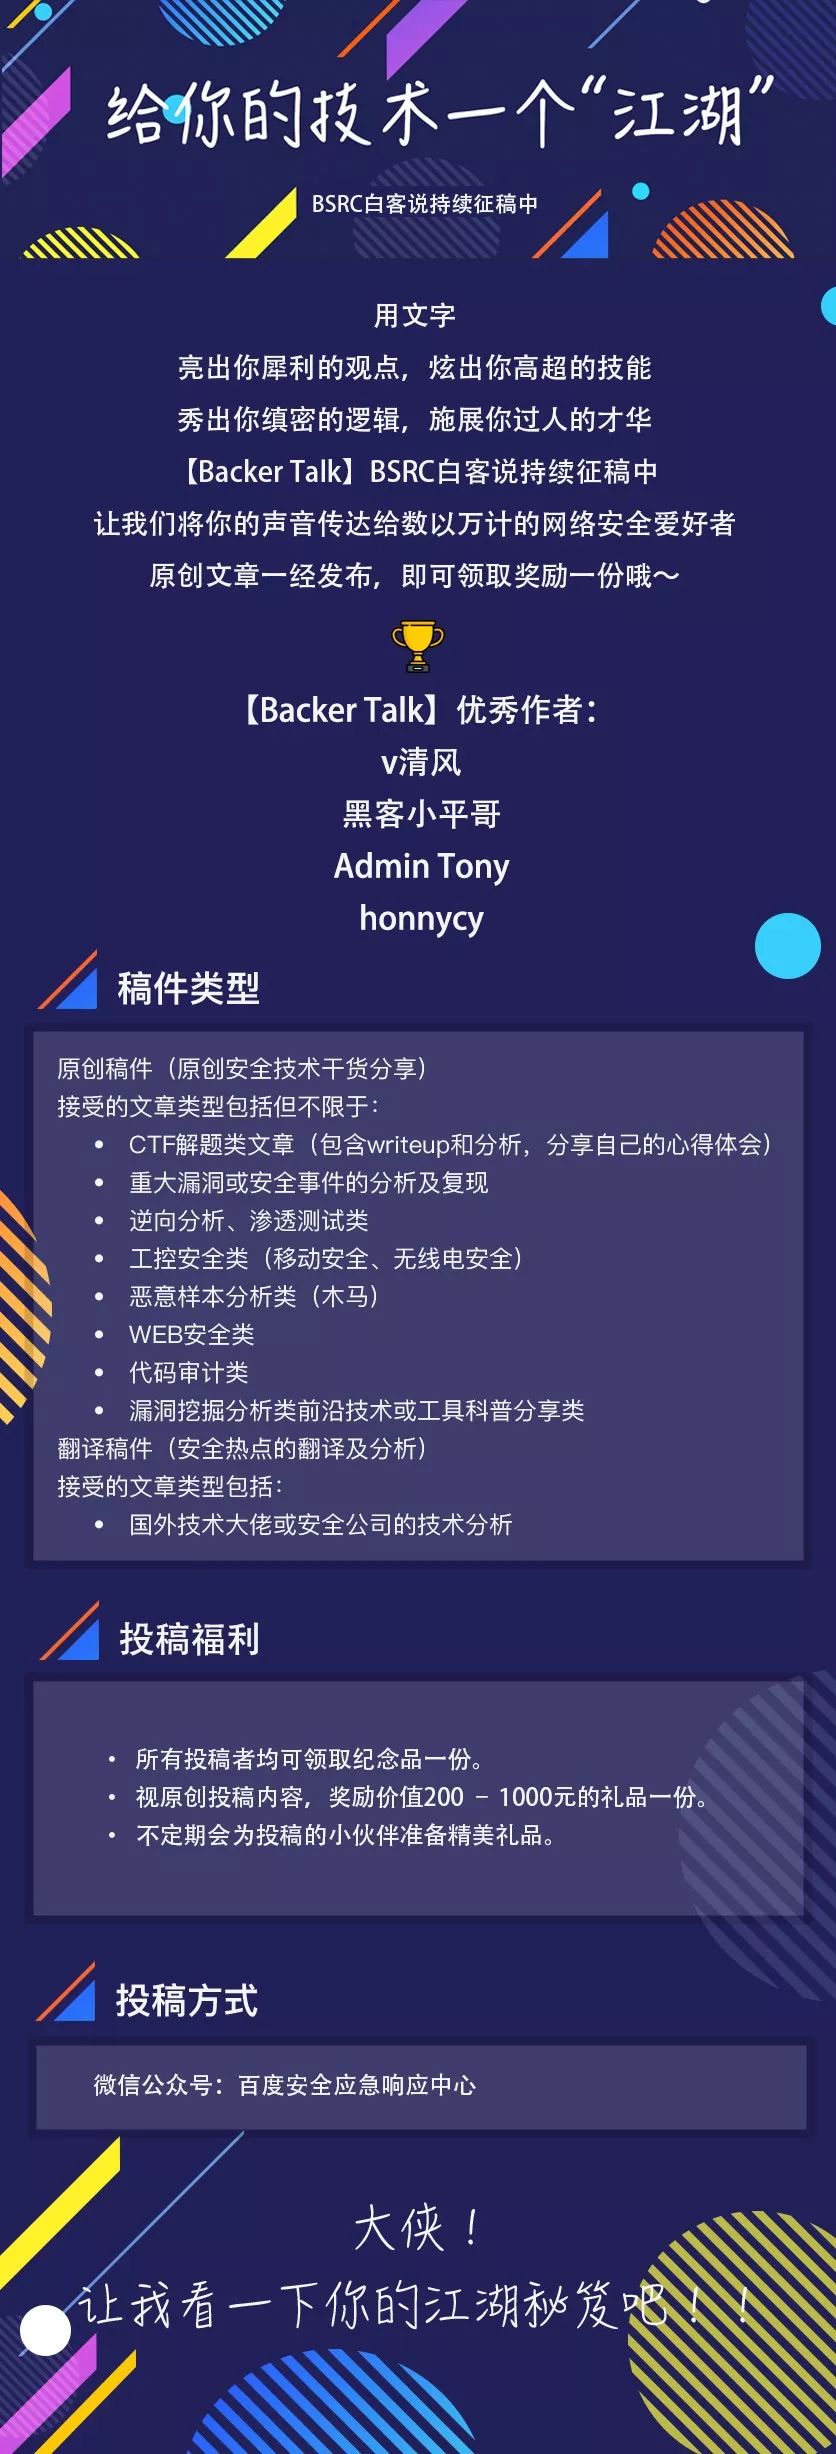 给你的技术一个“江湖”
BSRC白客说持续征稿中
用文字
亮出你犀利的观点，炫出你高超的技能
秀出你缜密的逻辑，施展你过人的才华
【Backer Talk】BSRC白客说持续征稿中
让我们将你的声音传达给数以万计的网络安全爱好者
原创文章一经发布，即可领取奖励一份哦～
【Backer Talk】优秀作者：
v清风
黑客小平哥
Admin Tony
honnycy
稿件类型
原创稿件（原创安全技术干货分享）
接受的文章类型包括但不限于：
• CTF解题类文章（包含writeup和分析，分享自己的心得体会）
• 重大漏洞或安全事件的分析及复现
• 逆向分析、渗透测试类
• 工控安全类（移动安全、无线电安全）
• 恶意样本分析类（木马）
• WEB安全类
• 代码审计类
• 漏洞挖掘分析类前沿技术或工具科普分享类
翻译稿件（安全热点的翻译及分析）
接受的文章类型包括：
• 国外技术大佬或安全公司的技术分析
投稿福利
• 所有投稿者均可领取纪念品一份。
• 视原创投稿内容，奖励价值200 － 1000元的礼品一份。
• 不定期会为投稿的小伙伴准备精美礼品。
投稿方式
微信公众号：百度安全应急响应中心
大侠！
让我看一下你的江湖秘笈吧！！